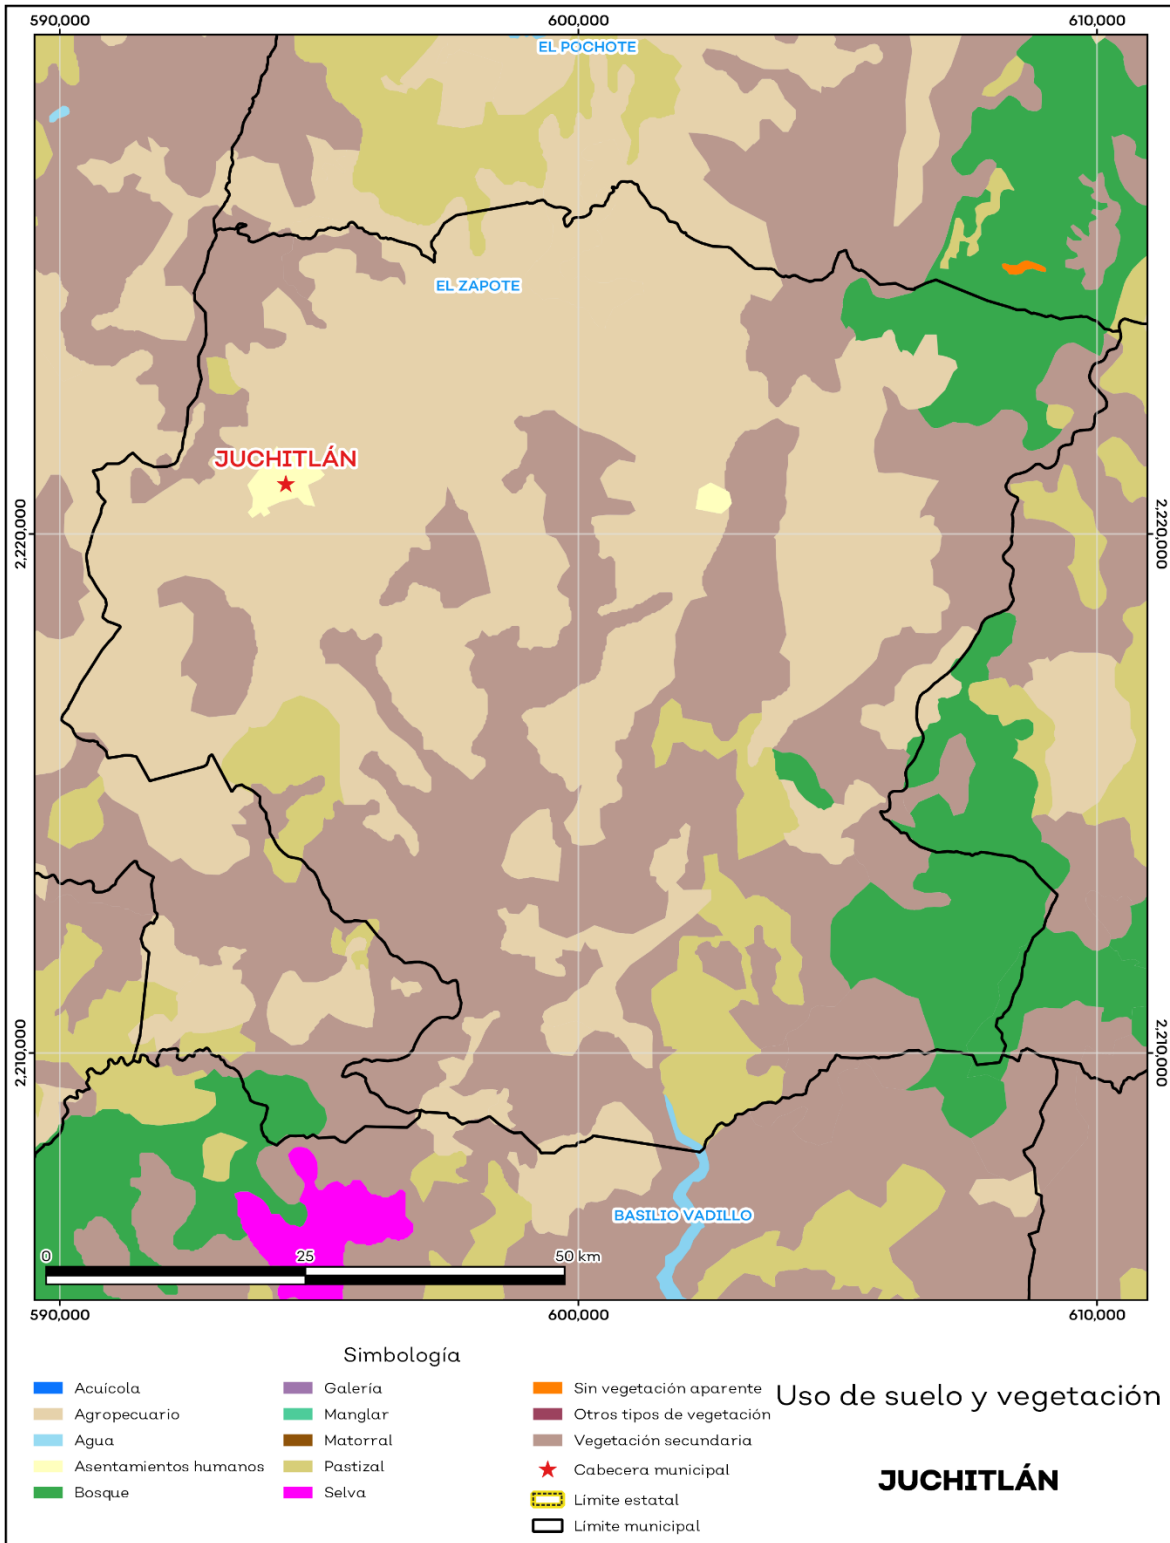 590,000 600,000 610,000
EL POCHOTE
EL ZAPOTE
JUCHITLÁN
2,220,000 2,220,000
2,210,000 2,210,000
BASILIO VADILLO
0 25 50 km
590,000 600,000 610,000
Simbología
Acuícola
Agropecuario
Agua
Asentamientos humanos
Bosque
Galería
Manglar
Matorral
Pastizal
Selva
Sin vegetación aparente
Otros tipos de vegetación
Vegetación secundaria
Cabecera municipal
Límite estatal
Límite municipal
Uso de suelo y vegetación
JUCHITLÁN